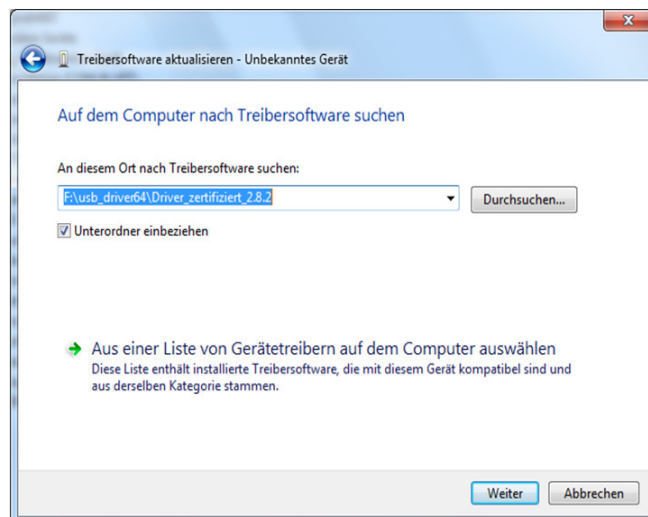 Treibersoftware aktualisieren - Unbekanntes Gerät
Auf dem Computer nach Treibersoftware suchen
An diesem Ort nach Treibersoftware suchen:
F:\usb_driver64\Driver_zertifiziert_2.8.2
Durchsuchen...
Unterordner einbeziehen
Aus einer Liste von Gerätetreibern auf dem Computer auswählen
Diese Liste enthält installierte Treibersoftware, die mit diesem Gerät kompatibel sind und
aus derselben Kategorie stammen.
Weiter
Abbrechen